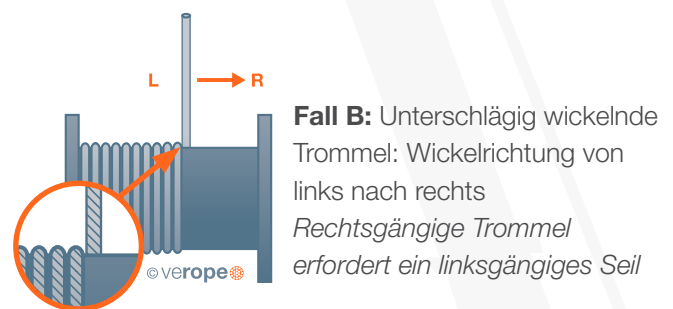 L R
Fall B: Unterschlägig wickelnde
Trommel: Wickelrichtung von
links nach rechts
Rechtsgängige Trommel
erfordert ein linksgängiges Seil
© verope